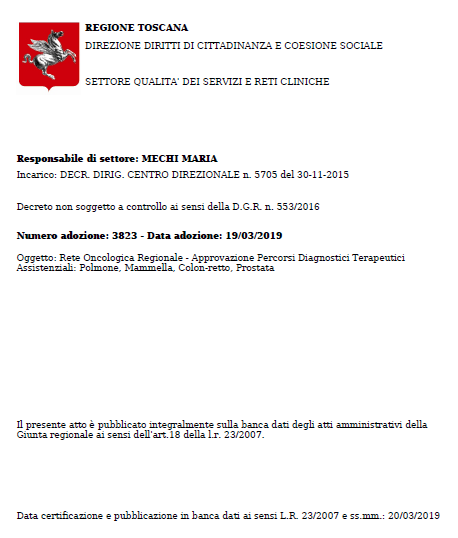 REGIONE TOSCANA
DIREZIONE DIRITTI DI CITTADINANZA E COESIONE SOCIALE
SETTORE QUALITA' DEI SERVIZI E RETI CLINICHE
Responsabile di settore: MECHI MARIA
Incarico: DECR. DIRIG. CENTRO DIREZIONALE n. 5705 del 30-11-2015
Decreto non soggetto a controllo ai sensi della D.G.R. n. 553/2016
Numero adozione: 3823 - Data adozione: 19/03/2019
Oggetto: Rete Oncologica Regionale - Approvazione Percorsi Diagnostici Terapeutici
Assistenziali: Polmone, Mammella, Colon-retto, Prostata
Il presente atto è pubblicato integralmente sulla banca dati degli atti amministrativi della
Giunta regionale ai sensi dell'art.18 della l.r. 23/2007.
Data certificazione e pubblicazione in banca dati ai sensi L.R. 23/2007 e ss.mm.: 20/03/2019